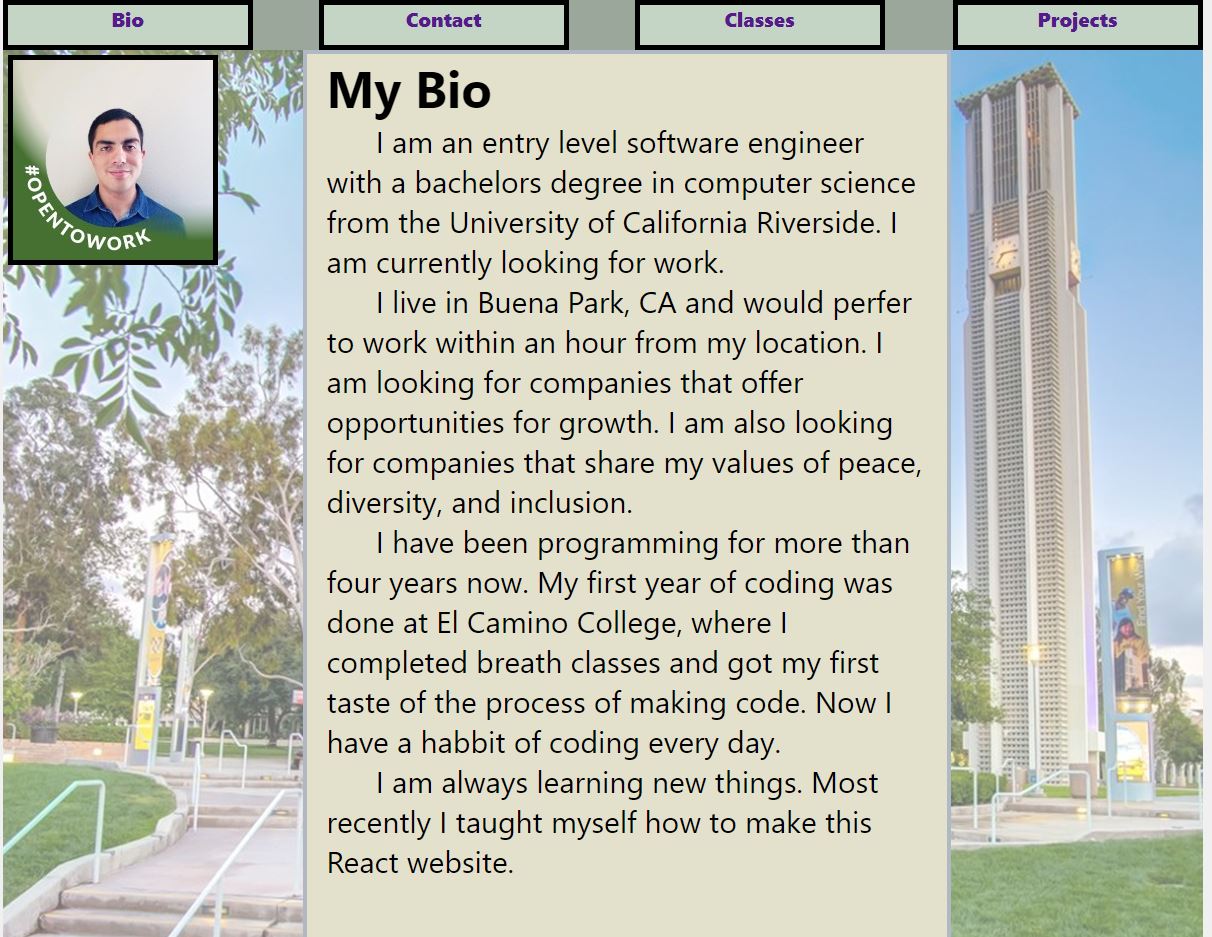 Bio
Contact
Classes
Projects
#OPENTOWORK
My Bio
I am an entry level software engineer
with a bachelors degree in computer science
from the University of California Riverside. I
am currently looking for work.
I live in Buena Park, CA and would perfer
to work within an hour from my location. I
am looking for companies that offer
opportunities for growth. I am also looking
for companies that share my values of peace,
diversity, and inclusion.
I have been programming for more than
four years now. My first year of coding was
done at El Camino College, where I
completed breath classes and got my first
taste of the process of making code. Now I
have a habbit of coding every day.
I am always learning new things. Most
recently I taught myself how to make this
React website.